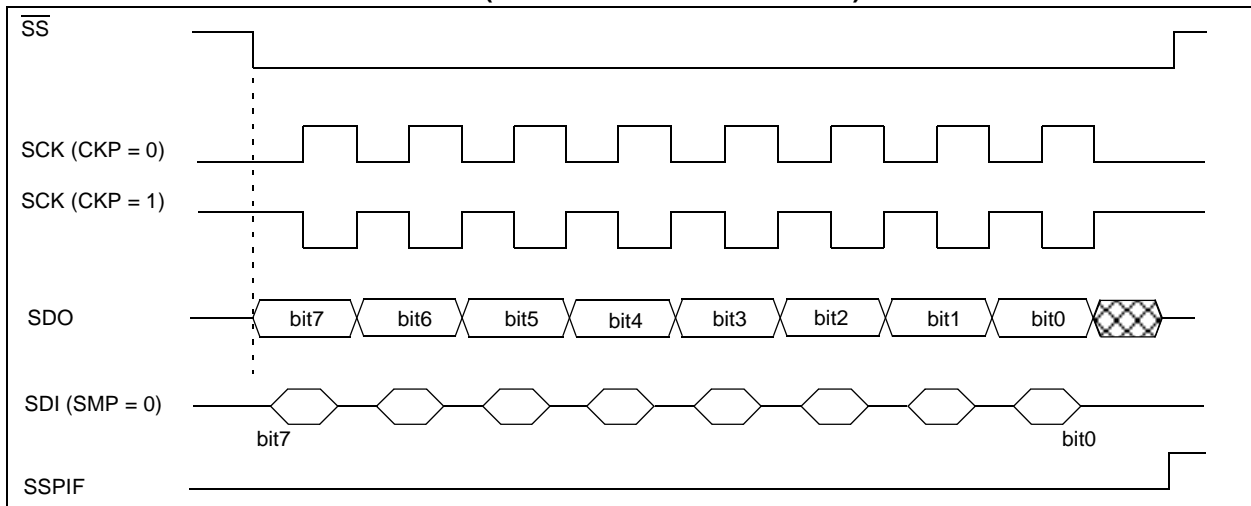 SS
SCK (CKP = 0)
SCK (CKP = 1)
SDO
bit7 bit6 bit5 bit4 bit3 bit2 bit1 bit0
SDI (SMP = 0)
bit7 bit0
SSPIF